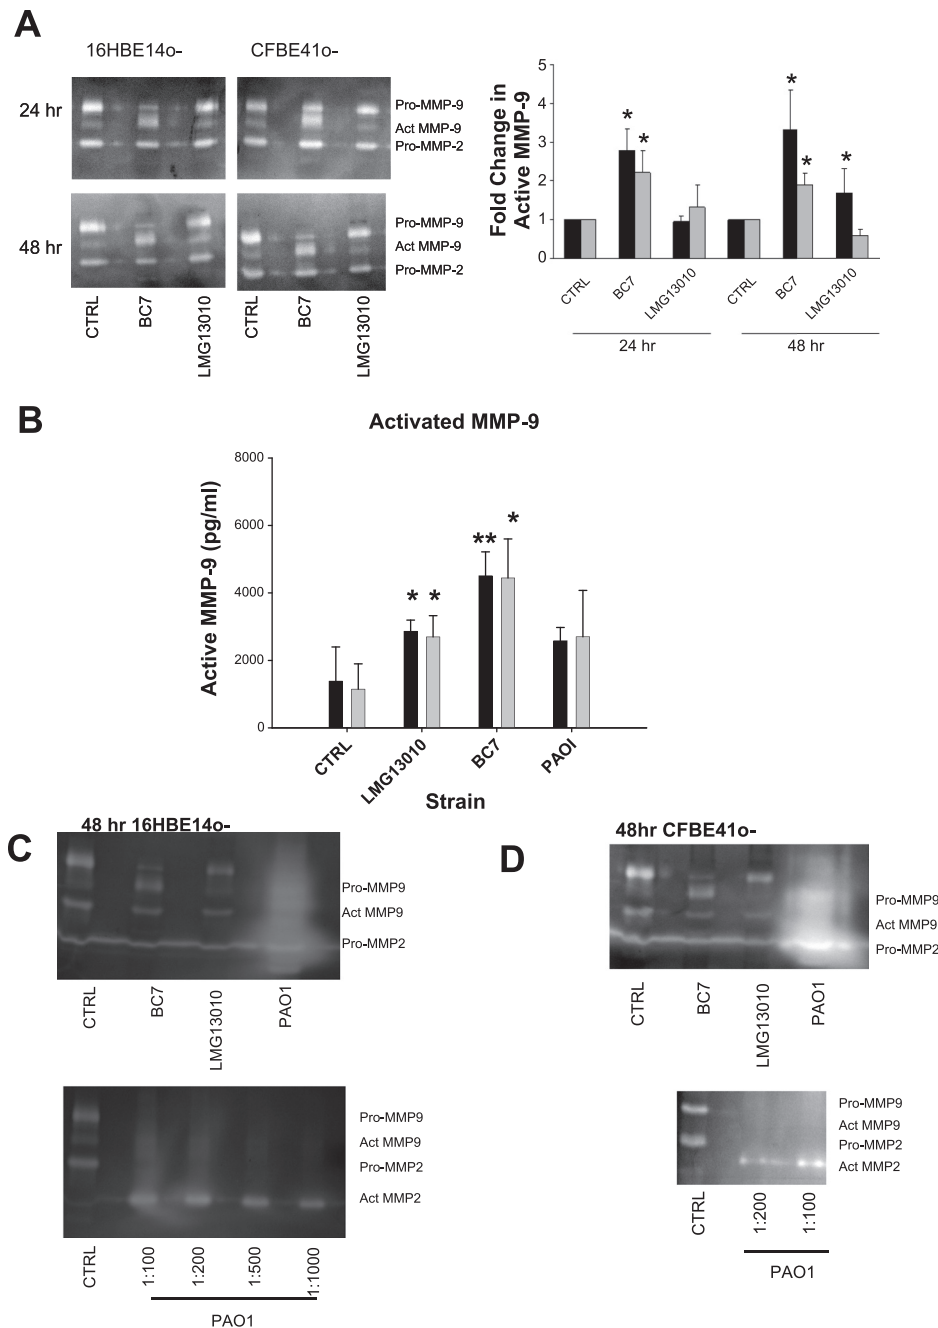 A
16HBE14o-
CFBE41o-
24 hr
Pro-MMP-9
Act MMP-9
Pro-MMP-2
48 hr
Pro-MMP-9
Act MMP-9
Pro-MMP-2
CTRL
BC7
LMG13010
CTRL
BC7
LMG13010
Fold Change in
Active MMP-9
5
4
3
2
1
0
*
*
*
*
*
CTRL
BC7
LMG13010
CTRL
BC7
LMG13010
24 hr
48 hr
B
Activated MMP-9
Active MMP-9 (pg/ml)
8000
6000
4000
2000
0
*
*
**
*
CTRL
LMG13010
BC7
PAOI
Strain
C
48 hr 16HBE14o-
Pro-MMP9
Act MMP9
Pro-MMP2
CTRL
BC7
LMG13010
PAO1
Pro-MMP9
Act MMP9
Pro-MMP2
Act MMP2
CTRL
1:100
1:200
1:500
1:1000
PAO1
D
48hr CFBE41o-
Pro-MMP9
Act MMP9
Pro-MMP2
CTRL
BC7
LMG13010
PAO1
Pro-MMP9
Act MMP9
Pro-MMP2
Act MMP2
CTRL
1:200
1:100
PAO1